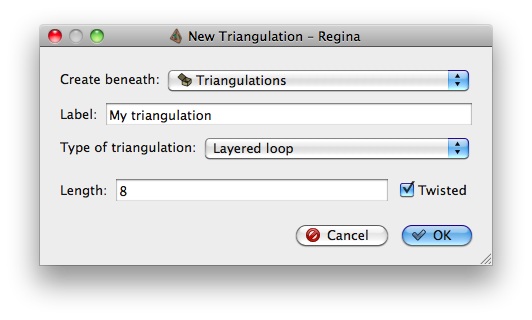 New Triangulation – Regina
Create beneath: Triangulations
Label: My triangulation
Type of triangulation: Layered loop
Length: 8 Twisted
Cancel OK